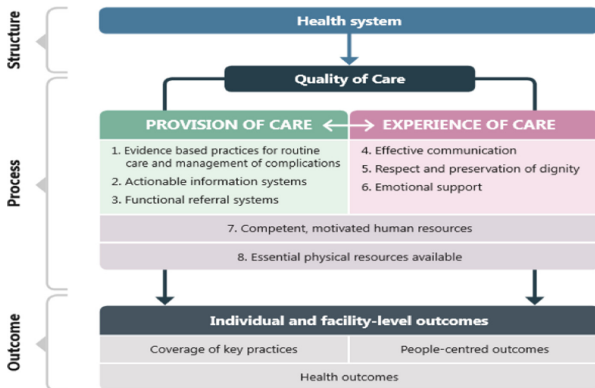 Structure
Health system
Process
Quality of Care
PROVISION OF CARE
EXPERIENCE OF CARE
1. Evidence based practices for routine
care and management of complications
2. Actionable information systems
3. Functional referral systems
4. Effective communication
5. Respect and preservation of dignity
6. Emotional support
7. Competent, motivated human resources
8. Essential physical resources available
Outcome
Individual and facility-level outcomes
Coverage of key practices
People-centred outcomes
Health outcomes